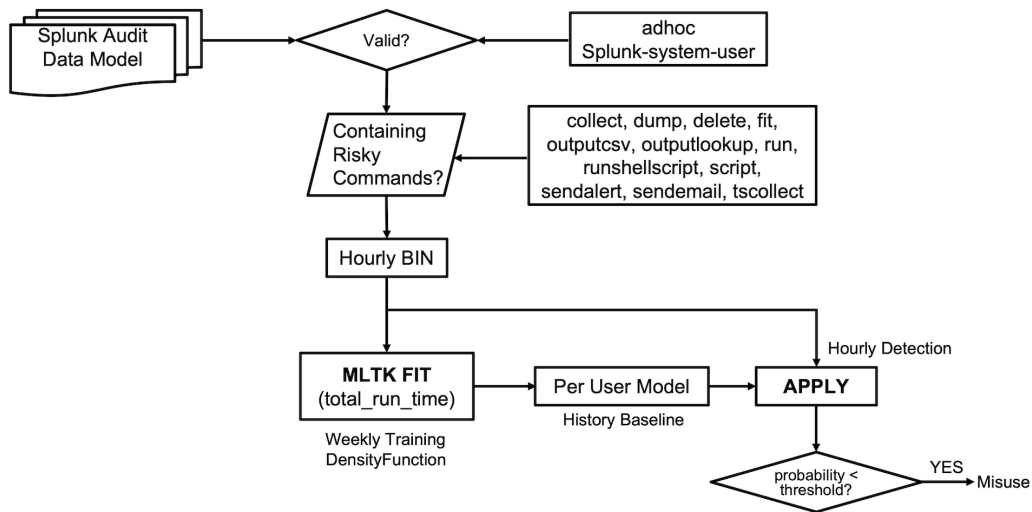 Splunk Audit
Data Model
Valid?
adhoc
Splunk-system-user
Containing
Risky
Commands?
collect, dump, delete, fit,
outputcsv, outputlookup, run,
runshellscript, script,
sendalert, sendemail, tscollect
Hourly BIN
Hourly Detection
MLTK FIT
(total_run_time)
Per User Model
APPLY
Weekly Training
DensityFunction
History Baseline
probability <
threshold?
YES
Misuse